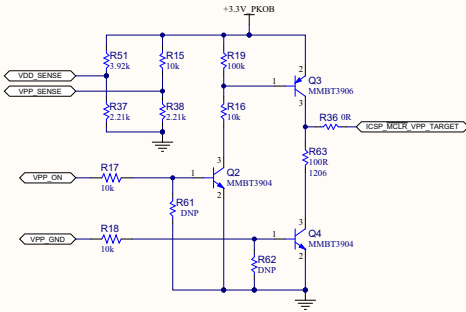 +3.3V_PKOB
R51
3.92k
R15
10k
R19
100k
2
Q3
1
MMBT3906
3
VDD_SENSE
VPP_SENSE
R37
2.21k
R38
2.21k
R16
10k
R36 0R
ICSP_MCLR_VPP_TARGET
R63
100R
1206
3
R17
VPP_ON
10k
1
Q2
MMBT3904
2
R61
DNP
R18
VPP_GND
10k
3
1
Q4
MMBT3904
2
R62
DNP